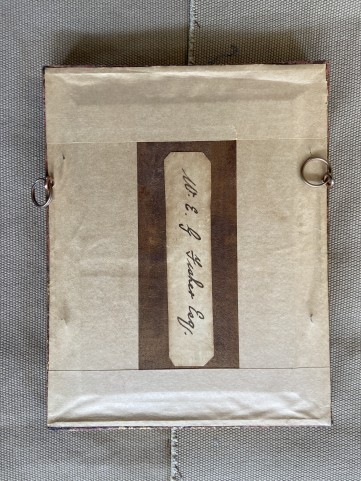 W. E. G Fisher Esq.